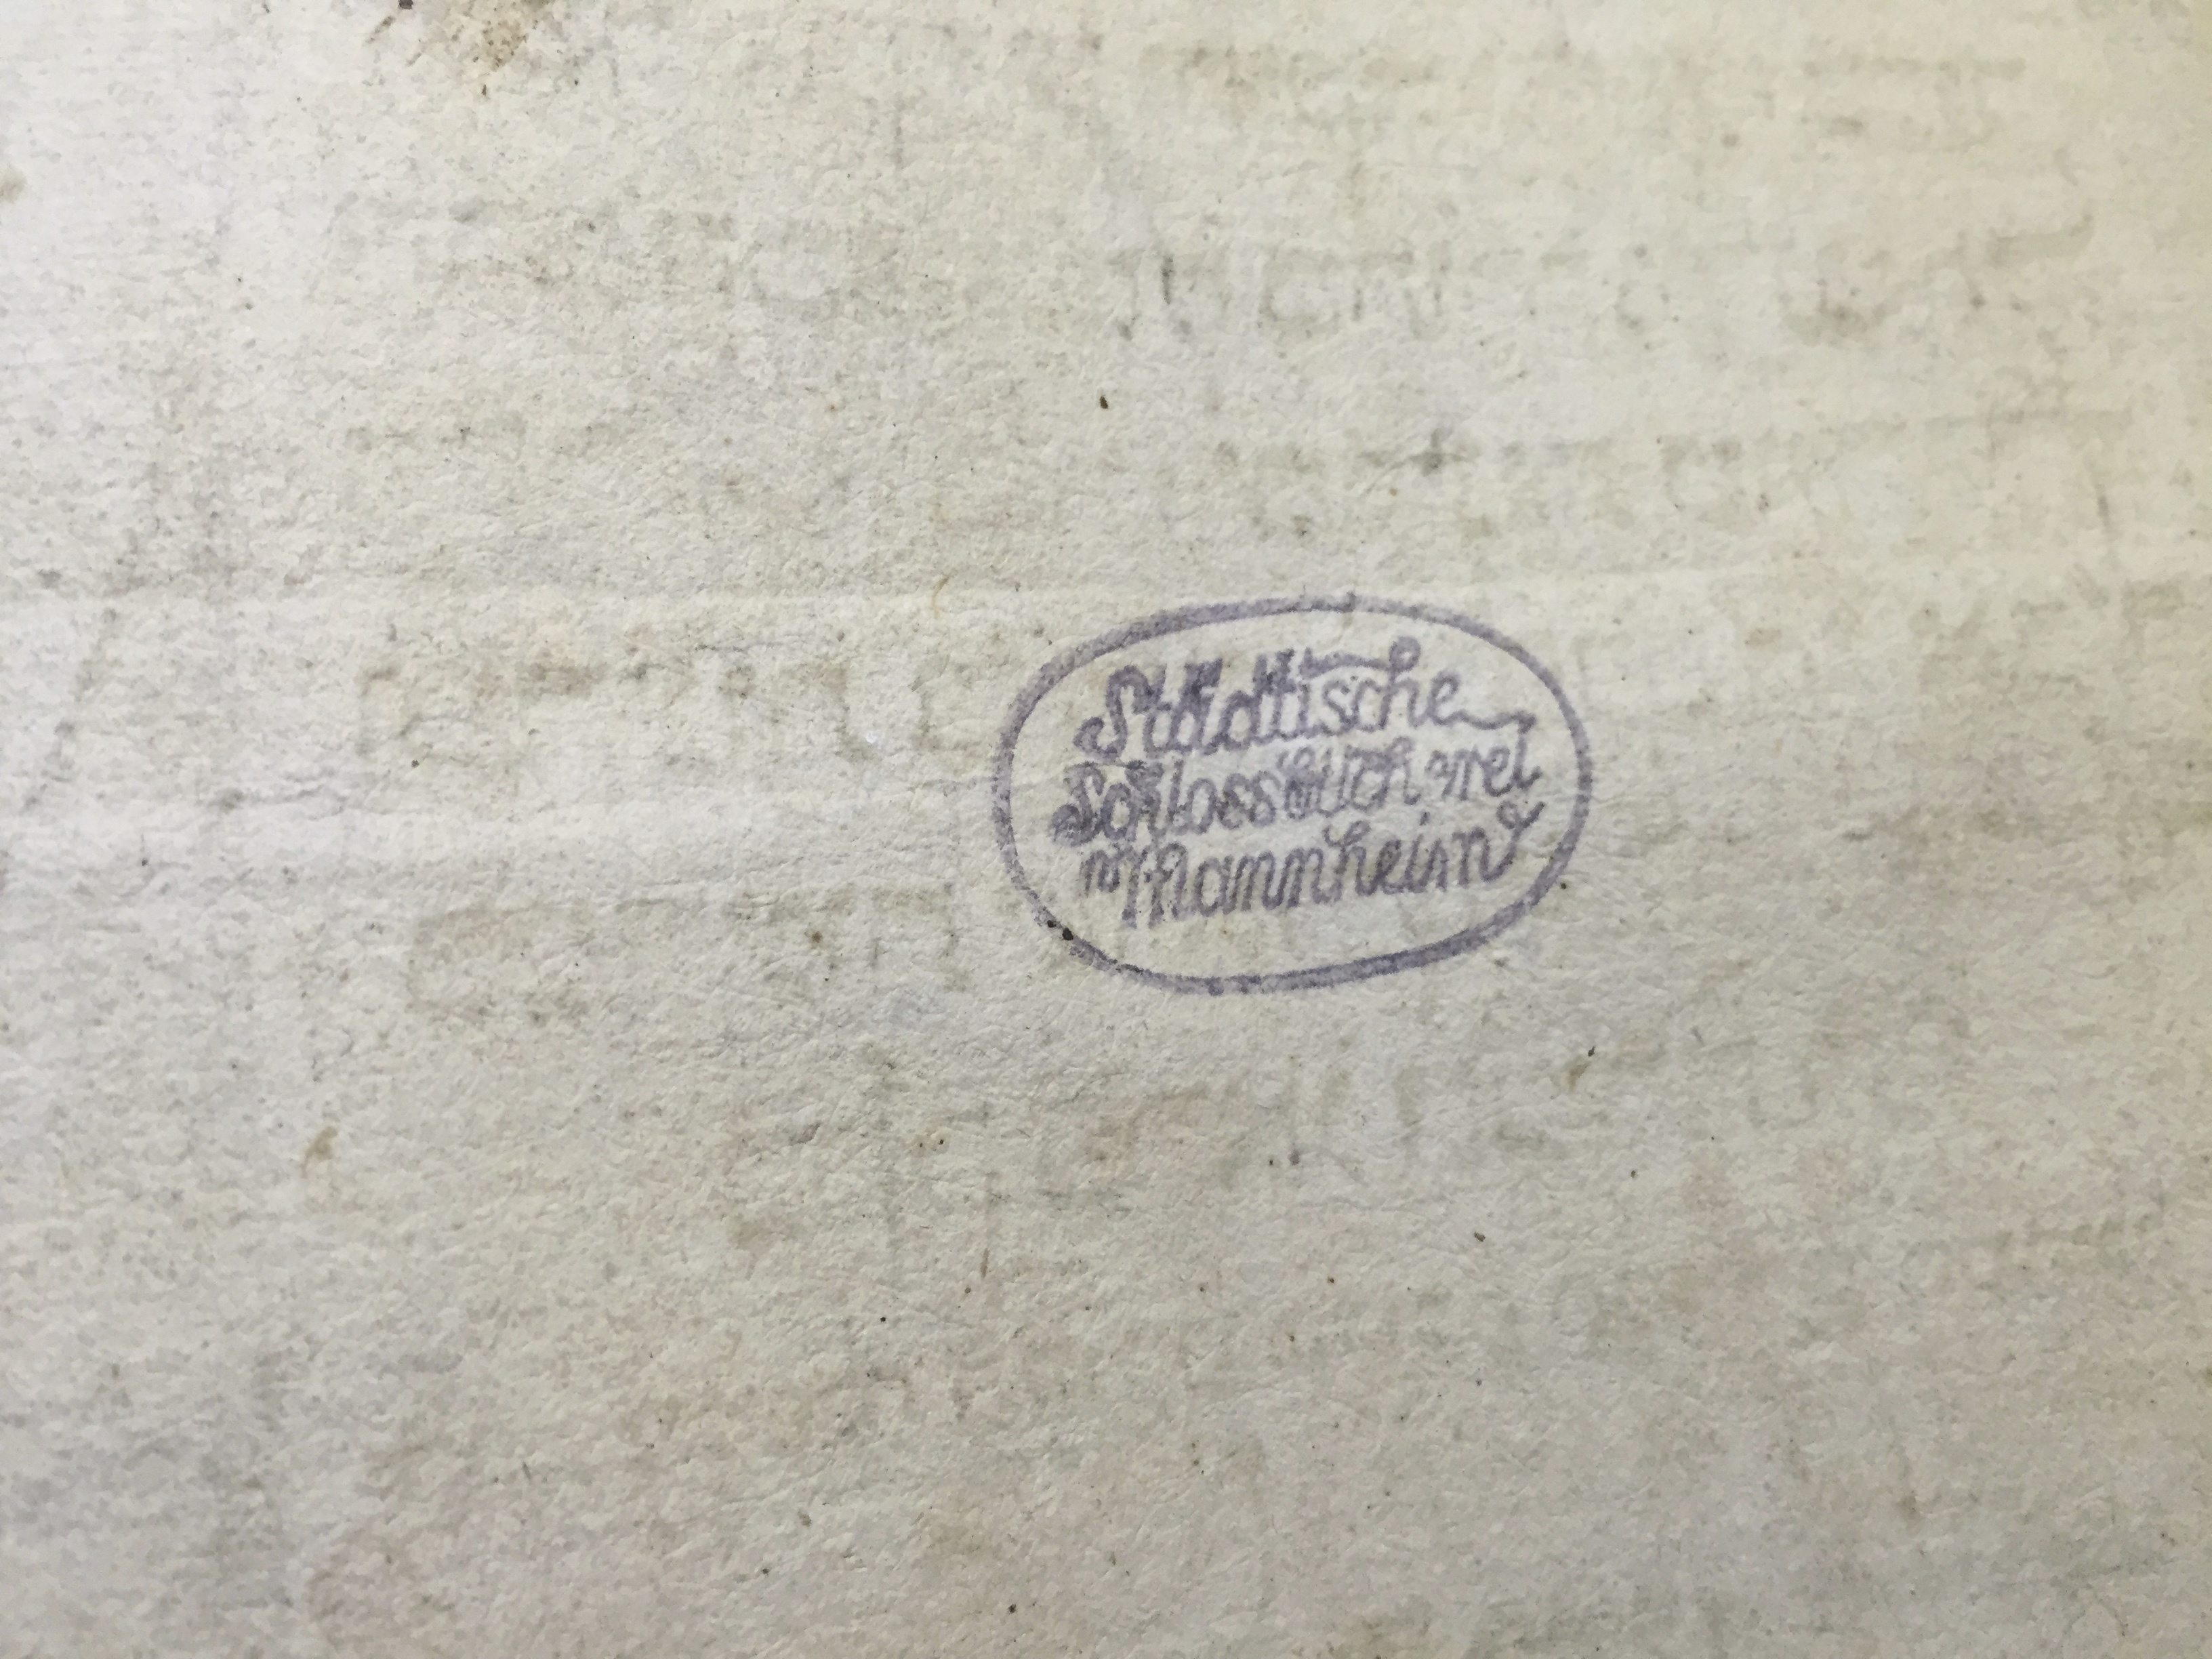 Städtische
Schlossbücherei
Mannheim